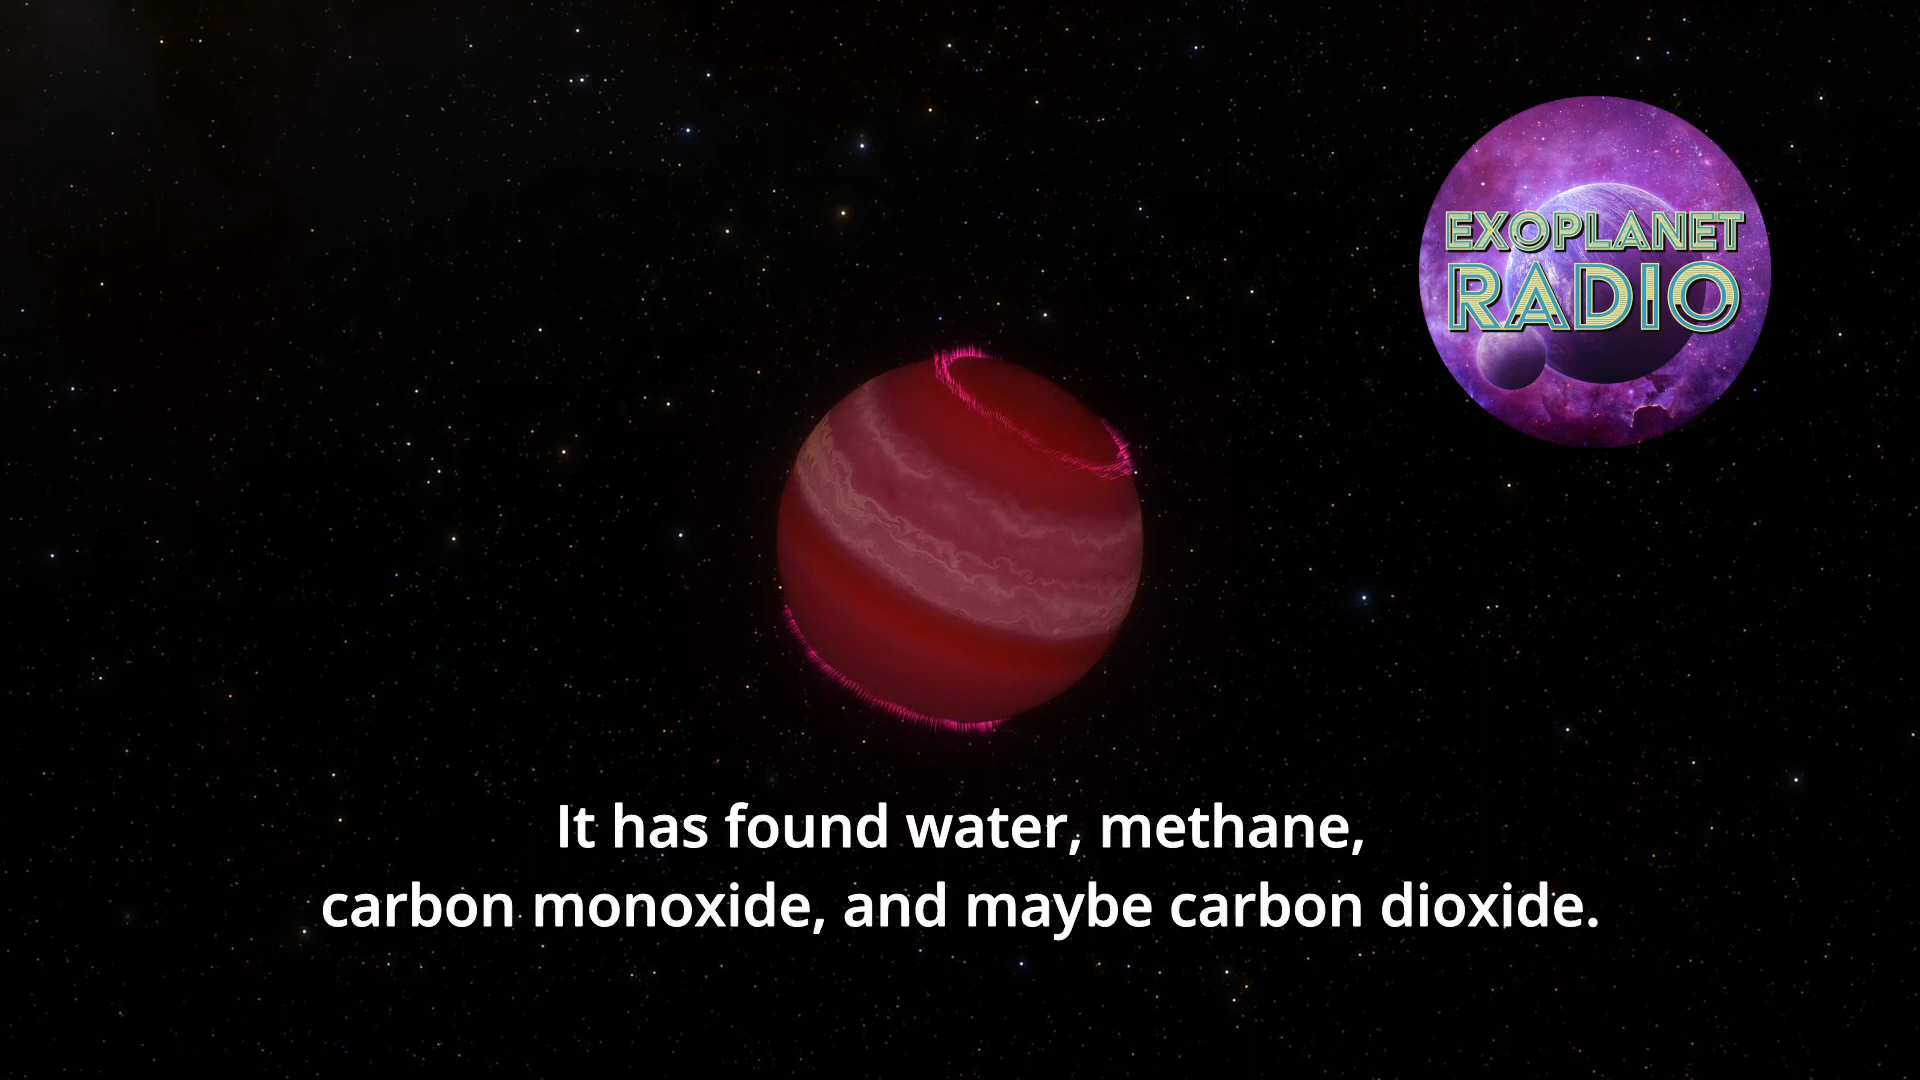 EXOPLANET
RADIO
It has found water, methane,
carbon monoxide, and maybe carbon dioxide.